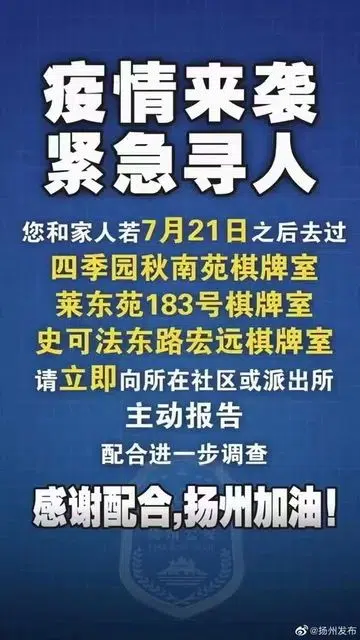 疫情来袭
紧急寻人
您和家人若7月21日之后去过
四季园秋南苑棋牌室
莱东苑183号棋牌室
史可法东路宏远棋牌室
请立即向所在社区或派出所
主动报告
配合进一步调查
感谢配合,扬州加油!
@扬州发布